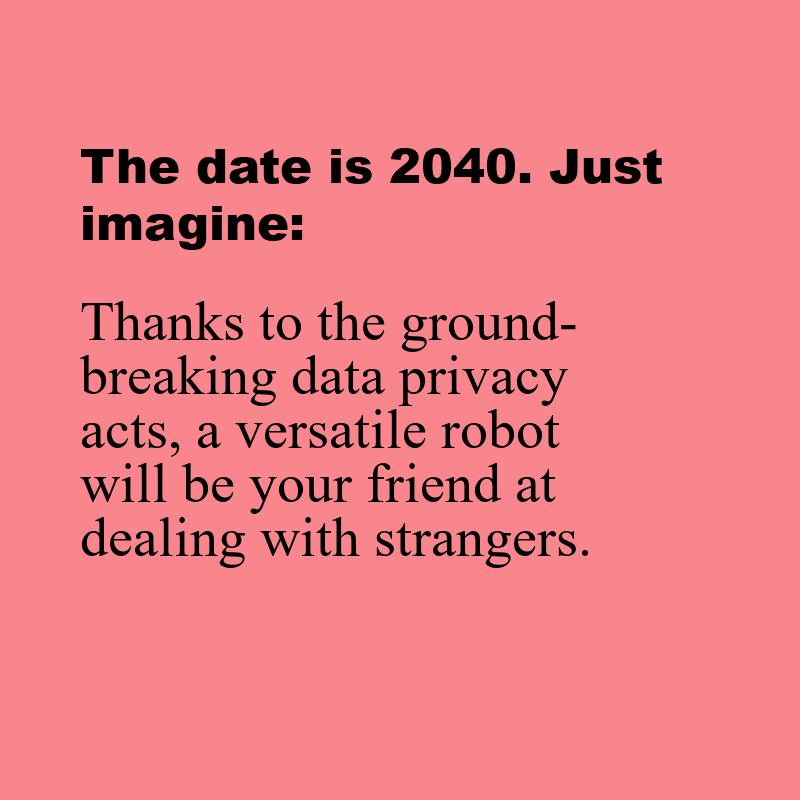 The date is 2040. Just
imagine:
Thanks to the ground-
breaking data privacy
acts, a versatile robot
will be your friend at
dealing with strangers.